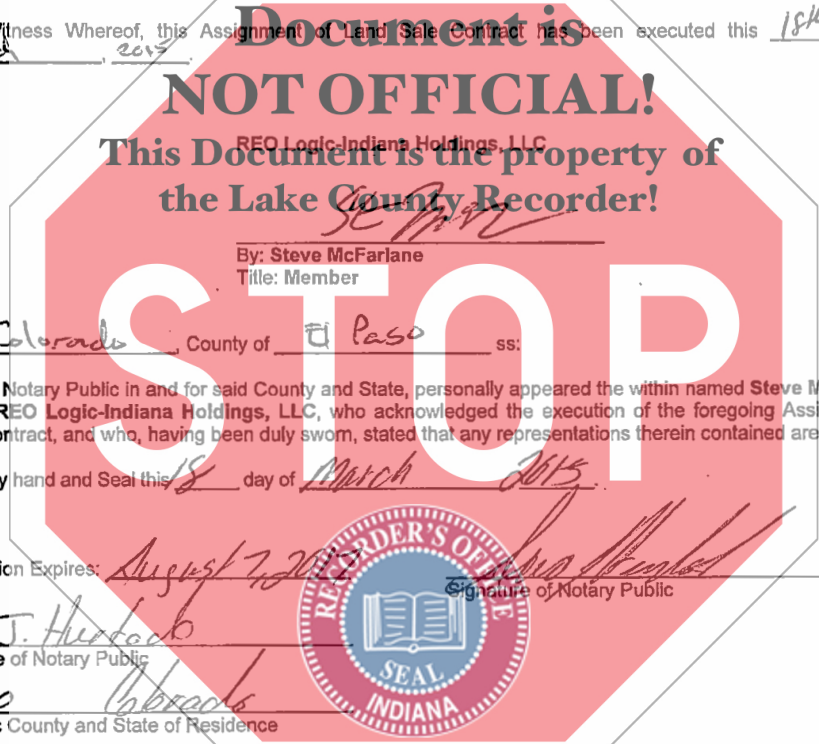 itness Whereof, this Assignment of Land Sale Contract has been executed this 18th
, 2015.
Document is
NOT OFFICIAL!
This Document is the property of
the Lake County Recorder!
REO Logic-Indiana Holdings, LLC
By: Steve McFarlane
Title: Member
STOP
Colorado, County of El Paso ss:
Notary Public in and for said County and State, personally appeared the within named Steve M
REO Logic-Indiana Holdings, LLC, who acknowledged the execution of the foregoing Assi
ontract, and who, having been duly sworn, stated that any representations therein contained are
y hand and Seal this 18 day of March 2015.
ion Expires: August 7,
Signature of Notary Public
RECORDER'S OFFICE
SEAL
INDIANA
J. Hurtado
e of Notary Public
Colorado
County and State of Residence